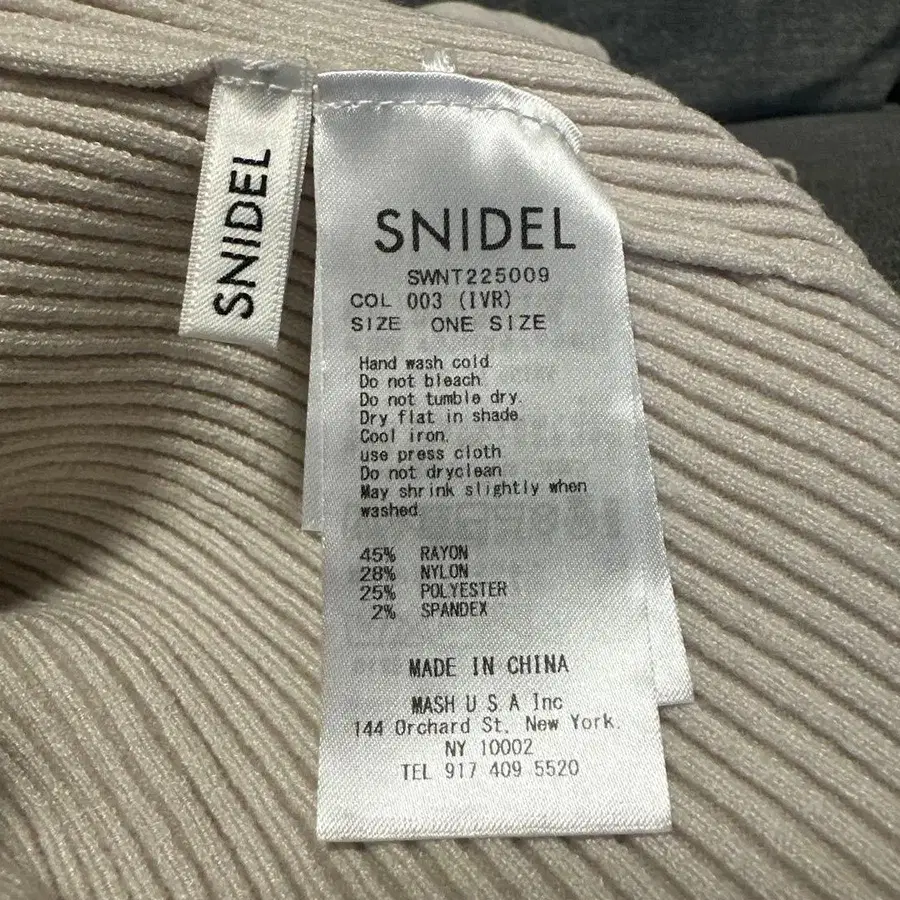 SNIDEL
SNIDEL
SWNT225009
COL 003 (IVR)
SIZE ONE SIZE
Hand wash cold.
Do not bleach.
Do not tumble dry.
Dry flat in shade.
Cool iron.
use press cloth
Do not dryclean
May shrink slightly when
washed.
45% RAYON
28% NYLON
25% POLYESTER
2% SPANDEX
MADE IN CHINA
MASH U S A Inc
144 Orchard St, New York.
NY 10002
TEL 917 409 5520